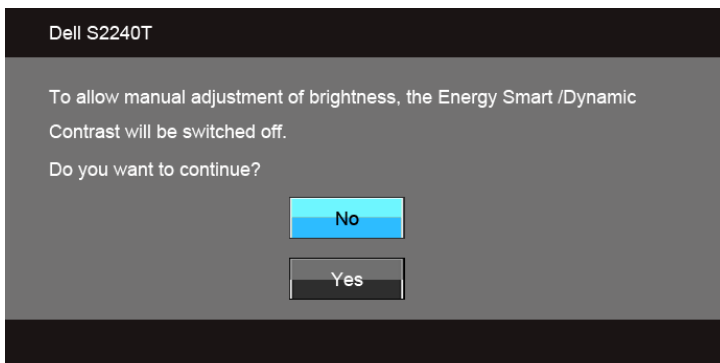 Dell S2240T
To allow manual adjustment of brightness, the Energy Smart /Dynamic
Contrast will be switched off.
Do you want to continue?
No
Yes